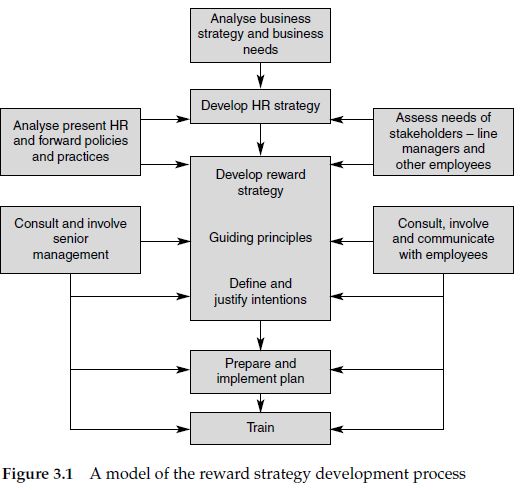 Analyse business
strategy and business
needs
Develop HR strategy
Analyse present HR
and forward policies
and practices
Assess needs of
stakeholders – line
managers and
other employees
Develop reward
strategy
Consult and involve
senior
management
Guiding principles
Consult, involve
and communicate
with employees
Define and
justify intentions
Prepare and
implement plan
Train
Figure 3.1 A model of the reward strategy development process